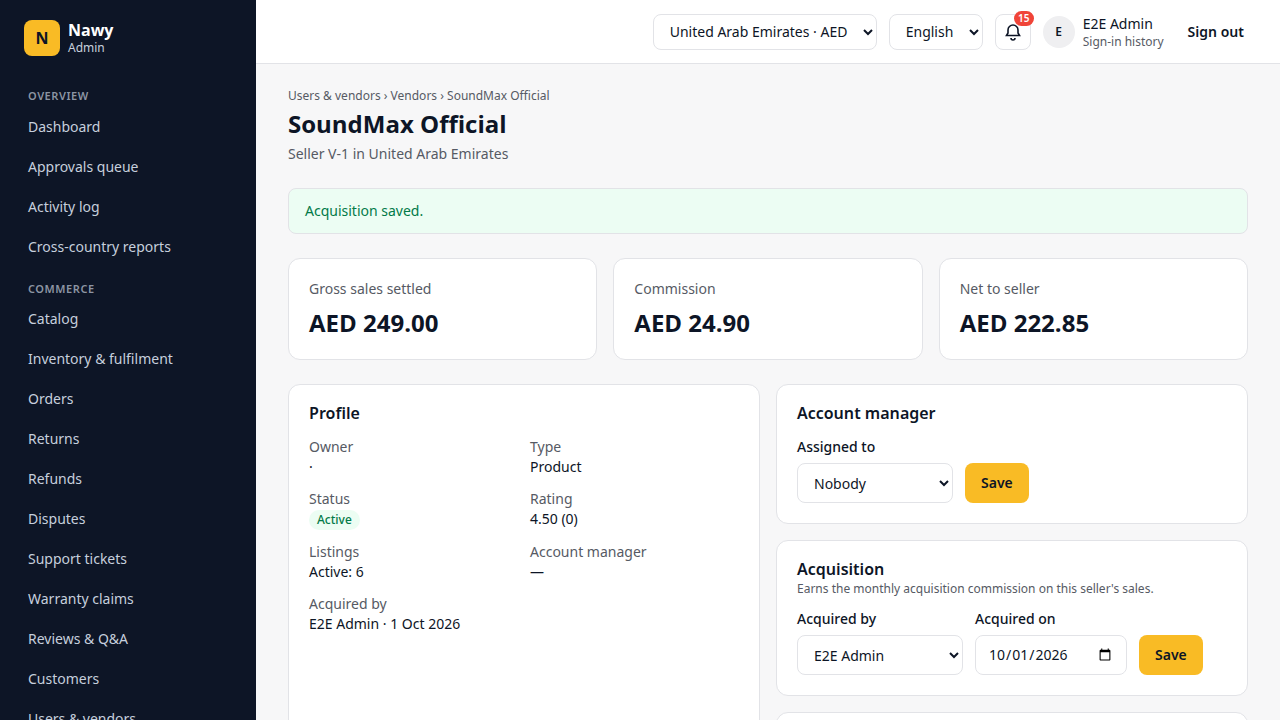 N
Nawy
Admin
OVERVIEW
Dashboard
Approvals queue
Activity log
Cross-country reports
COMMERCE
Catalog
Inventory & fulfilment
Orders
Returns
Refunds
Disputes
Support tickets
Warranty claims
Reviews & Q&A
Customers
Users & vendors
United Arab Emirates · AED
English
15
E
E2E Admin
Sign-in history
Sign out
Users & vendors › Vendors › SoundMax Official
SoundMax Official
Seller V-1 in United Arab Emirates
Acquisition saved.
Gross sales settled
AED 249.00
Commission
AED 24.90
Net to seller
AED 222.85
Profile
Owner
·
Type
Product
Status
Active
Rating
4.50 (0)
Listings
Active: 6
Account manager
—
Acquired by
E2E Admin · 1 Oct 2026
Account manager
Assigned to
Nobody
Save
Acquisition
Earns the monthly acquisition commission on this seller's sales.
Acquired by
Acquired on
E2E Admin
10/01/2026
Save